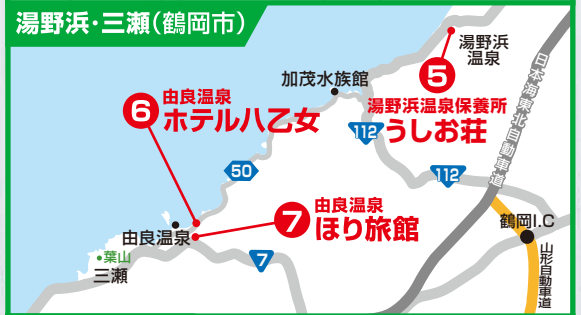 湯野浜・三瀬(鶴岡市)
湯野浜
温泉
5
湯野浜温泉保養所
うしお荘
加茂水族館
6
由良温泉
ホテル八乙女
112
112
日本海東北自動車道
50
7
由良温泉
ほり旅館
由良温泉
葉山
三瀬
7
鶴岡I.C
山形自動車道